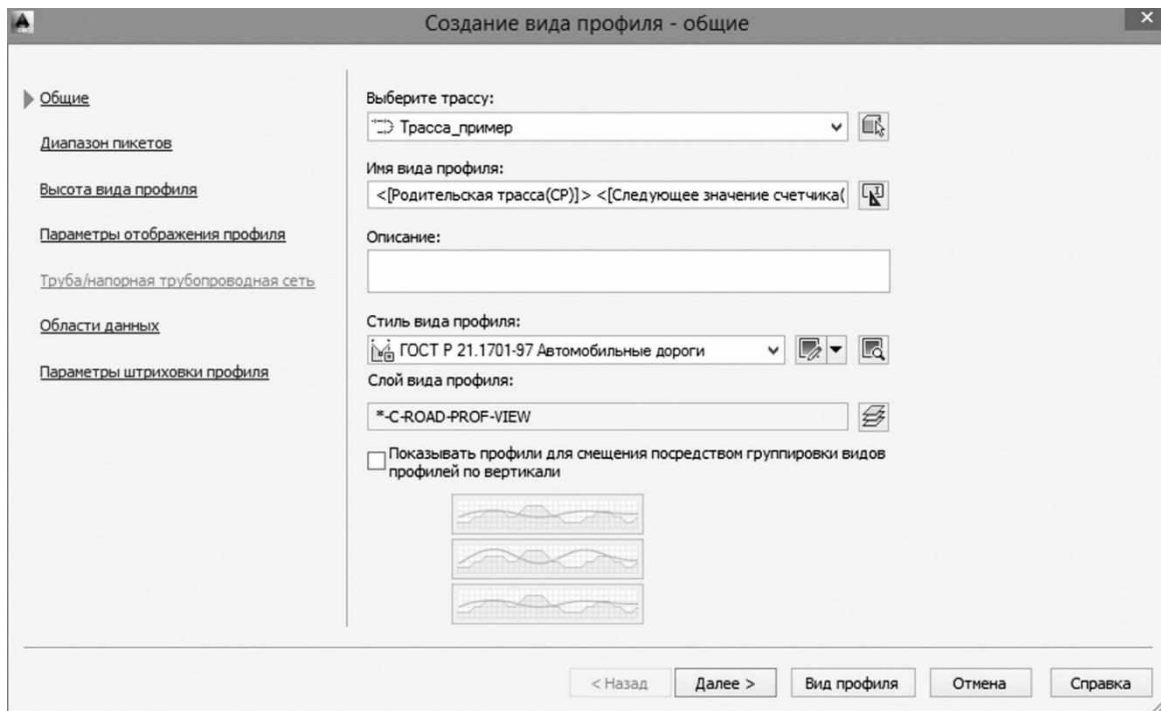 Создание вида профиля - общие
Общие
Диапазон пикетов
Высота вида профиля
Параметры отображения профиля
Труба/напорная трубопроводная сеть
Области данных
Параметры штриховки профиля
Выберите трассу:
Трасса_пример
Имя вида профиля:
<[Родительская трасса(CP)]> <[Следующее значение счетчика(
Описание:
Стиль вида профиля:
ГОСТ Р 21.1701-97 Автомобильные дороги
Слой вида профиля:
*-C-ROAD-PROF-VIEW
Показывать профили для смещения посредством группировки видов
профилей по вертикали
< Назад
Далее >
Вид профиля
Отмена
Справка